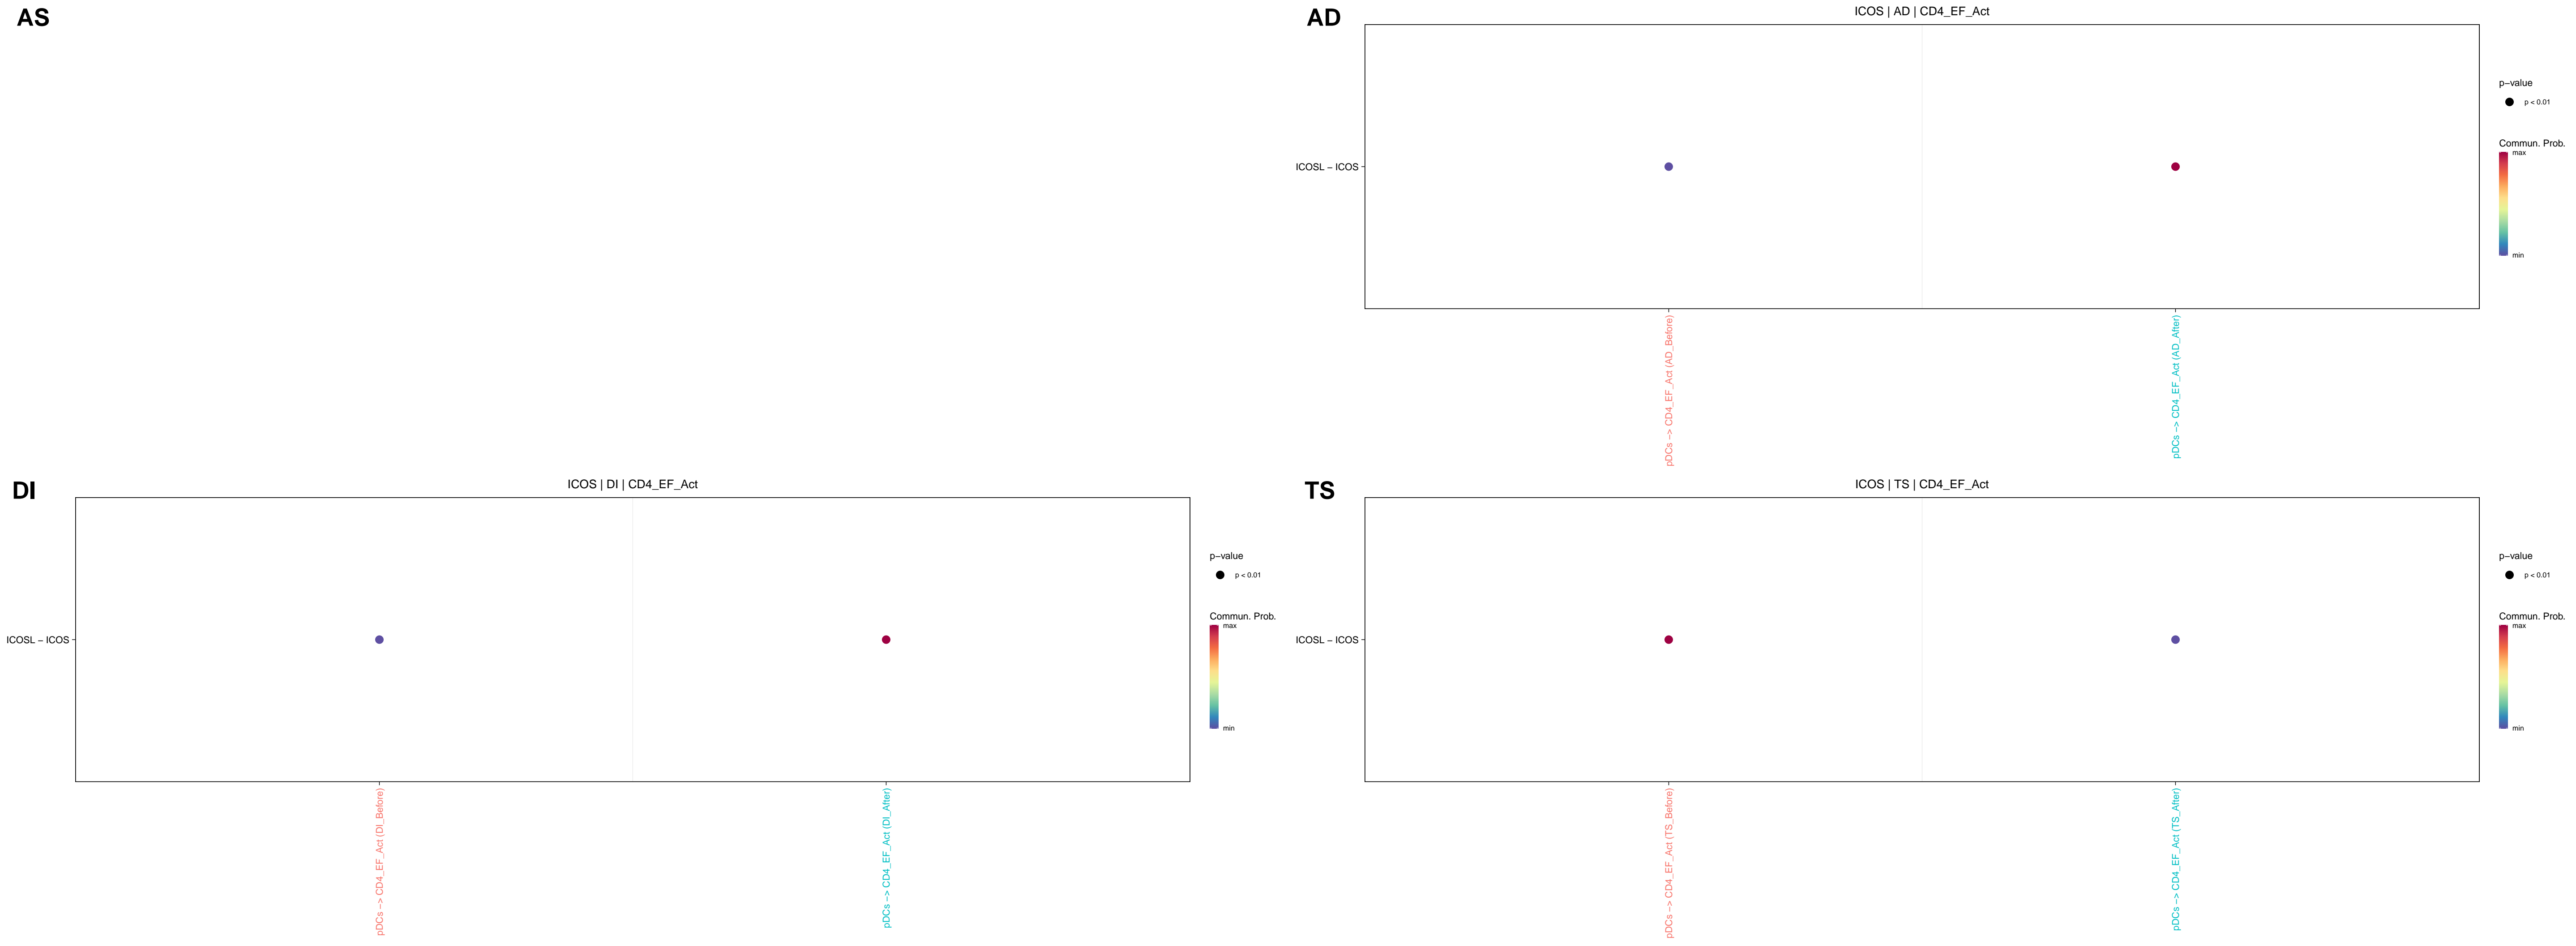 AS
AD
ICOS | AD | CD4_EF_Act
ICOSL – ICOS
pDCs –> CD4_EF_Act (AD_Before)
pDCs –> CD4_EF_Act (AD_After)
p–value
p < 0.01
Commun. Prob.
max
min
DI
ICOS | DI | CD4_EF_Act
ICOSL – ICOS
pDCs –> CD4_EF_Act (DI_Before)
pDCs –> CD4_EF_Act (DI_After)
p–value
p < 0.01
Commun. Prob.
max
min
TS
ICOS | TS | CD4_EF_Act
ICOSL – ICOS
pDCs –> CD4_EF_Act (TS_Before)
pDCs –> CD4_EF_Act (TS_After)
p–value
p < 0.01
Commun. Prob.
max
min